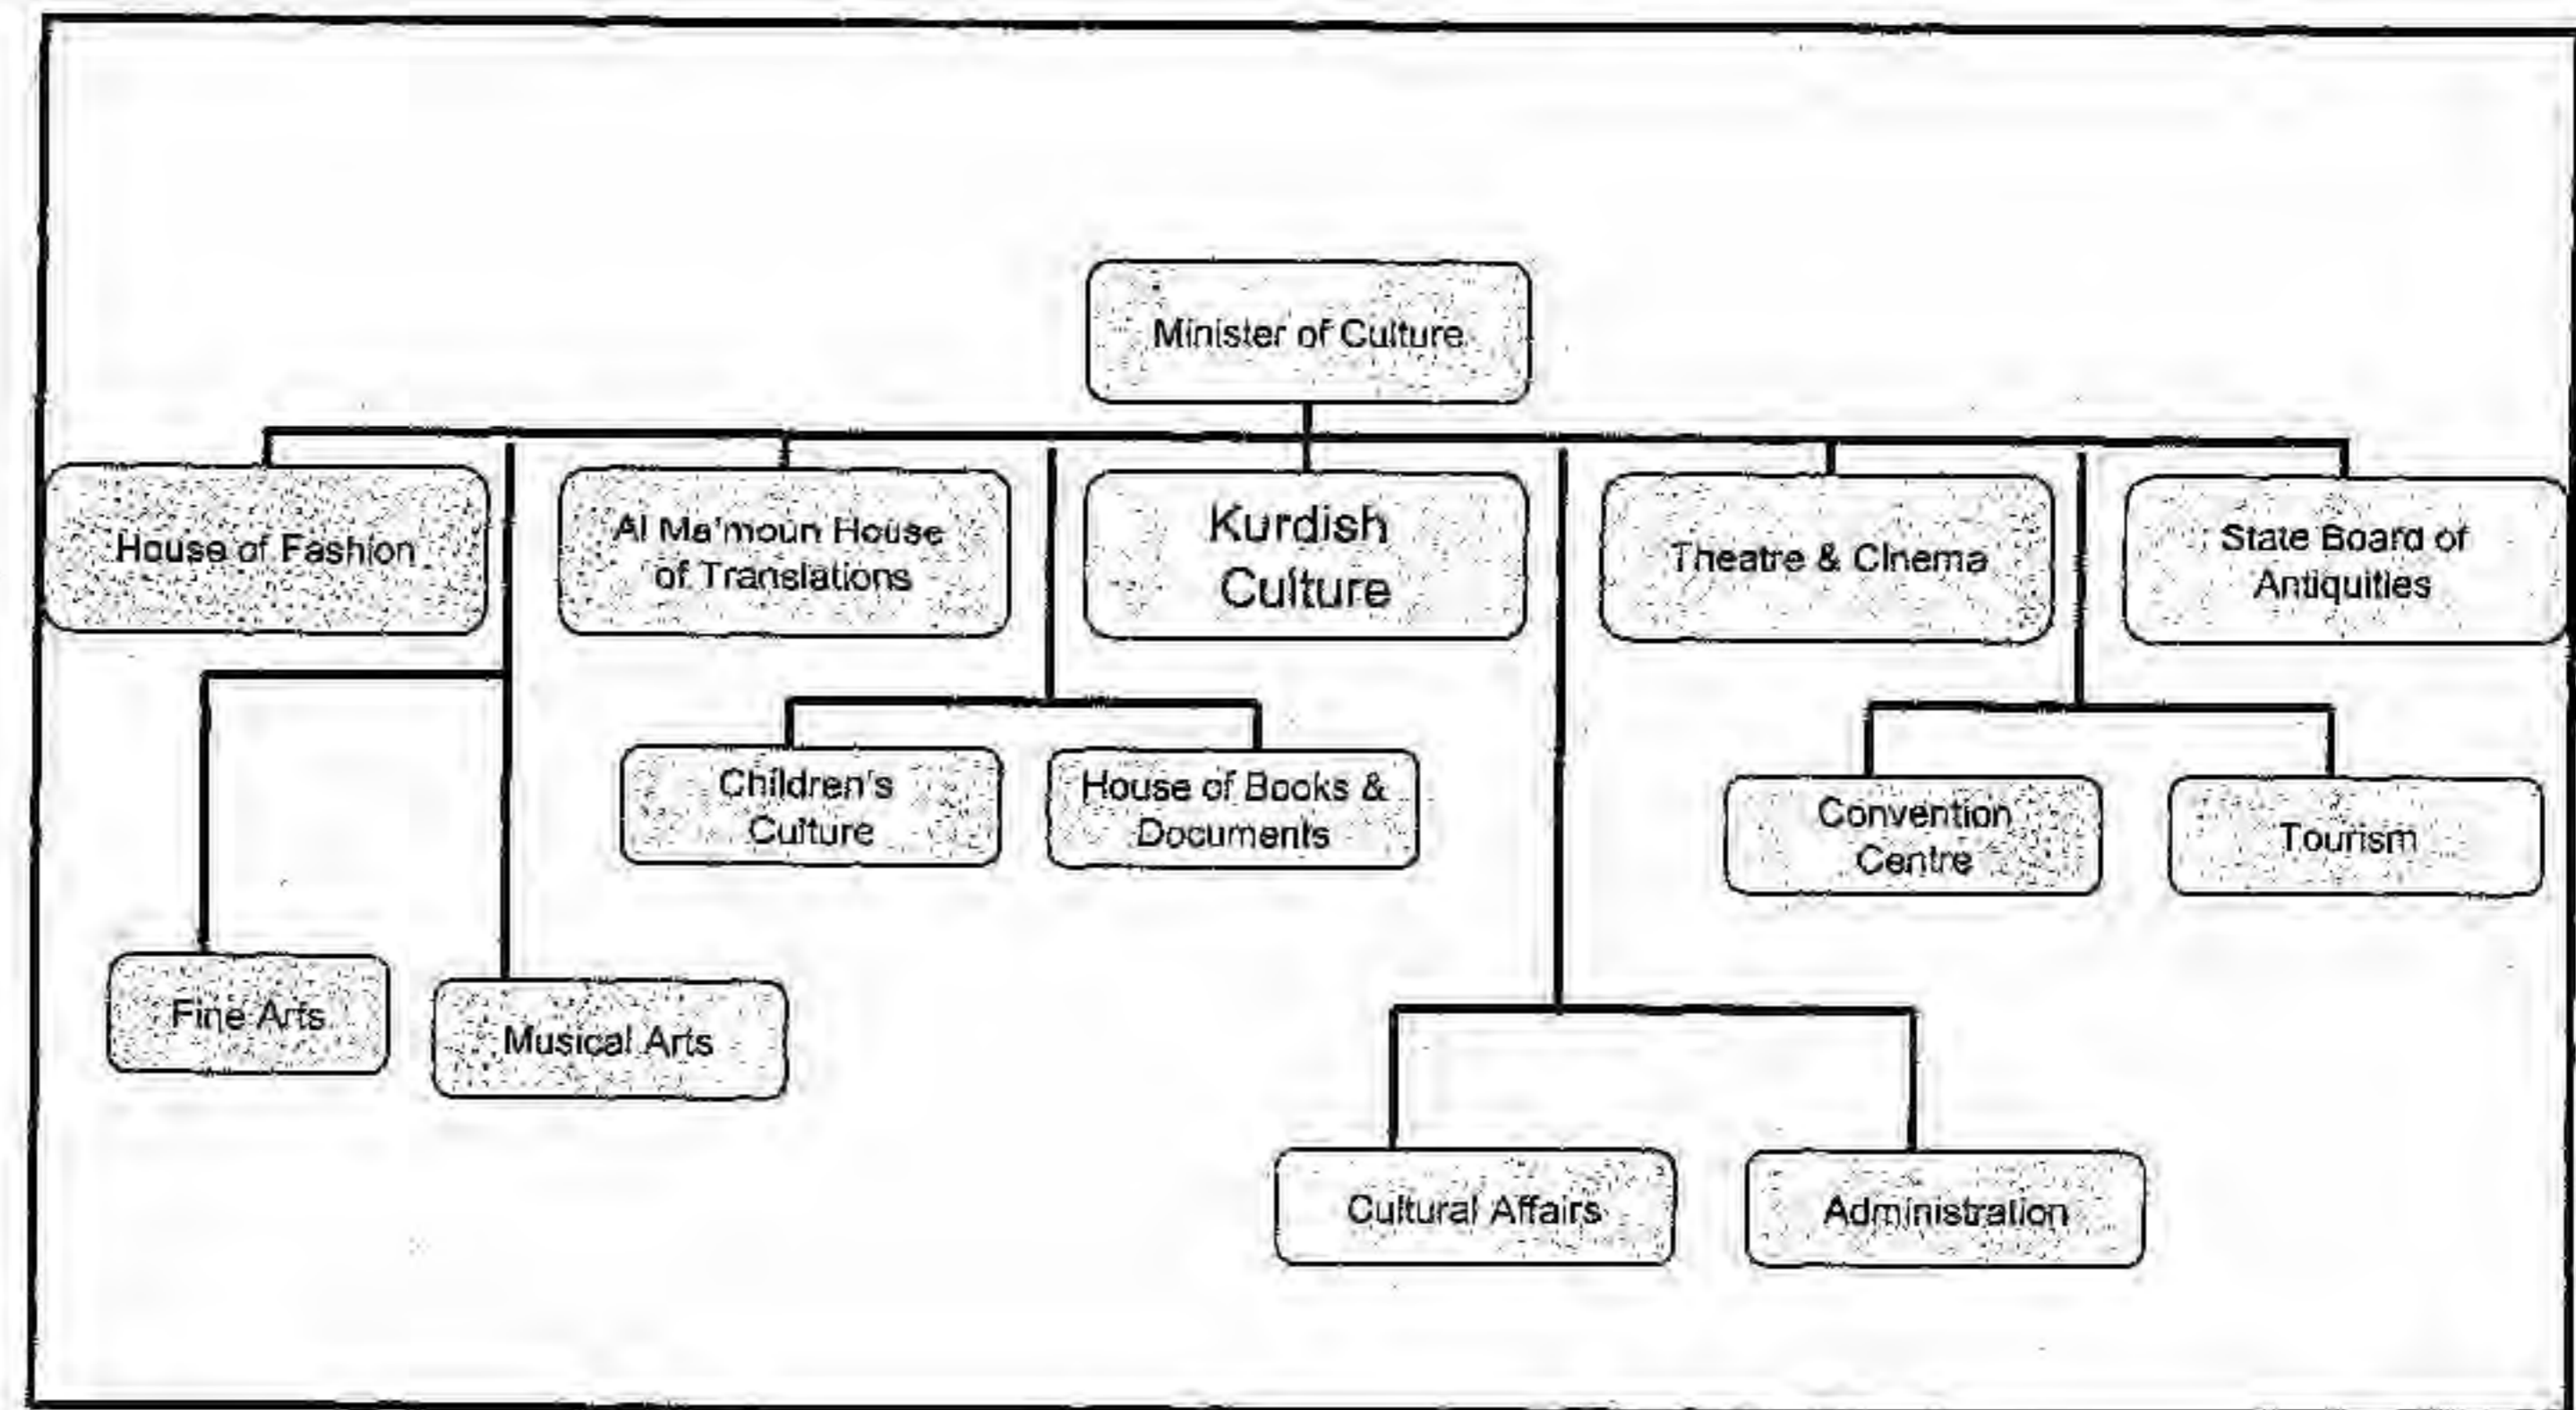 Minister of Culture
House of Fashion
Al Ma'moun House
of Translations
Kurdish
Culture
Theatre & Cinema
State Board of
Antiquities
Children's
Culture
House of Books &
Documents
Convention
Centre
Tourism
Fine Arts
Musical Arts
Cultural Affairs
Administration